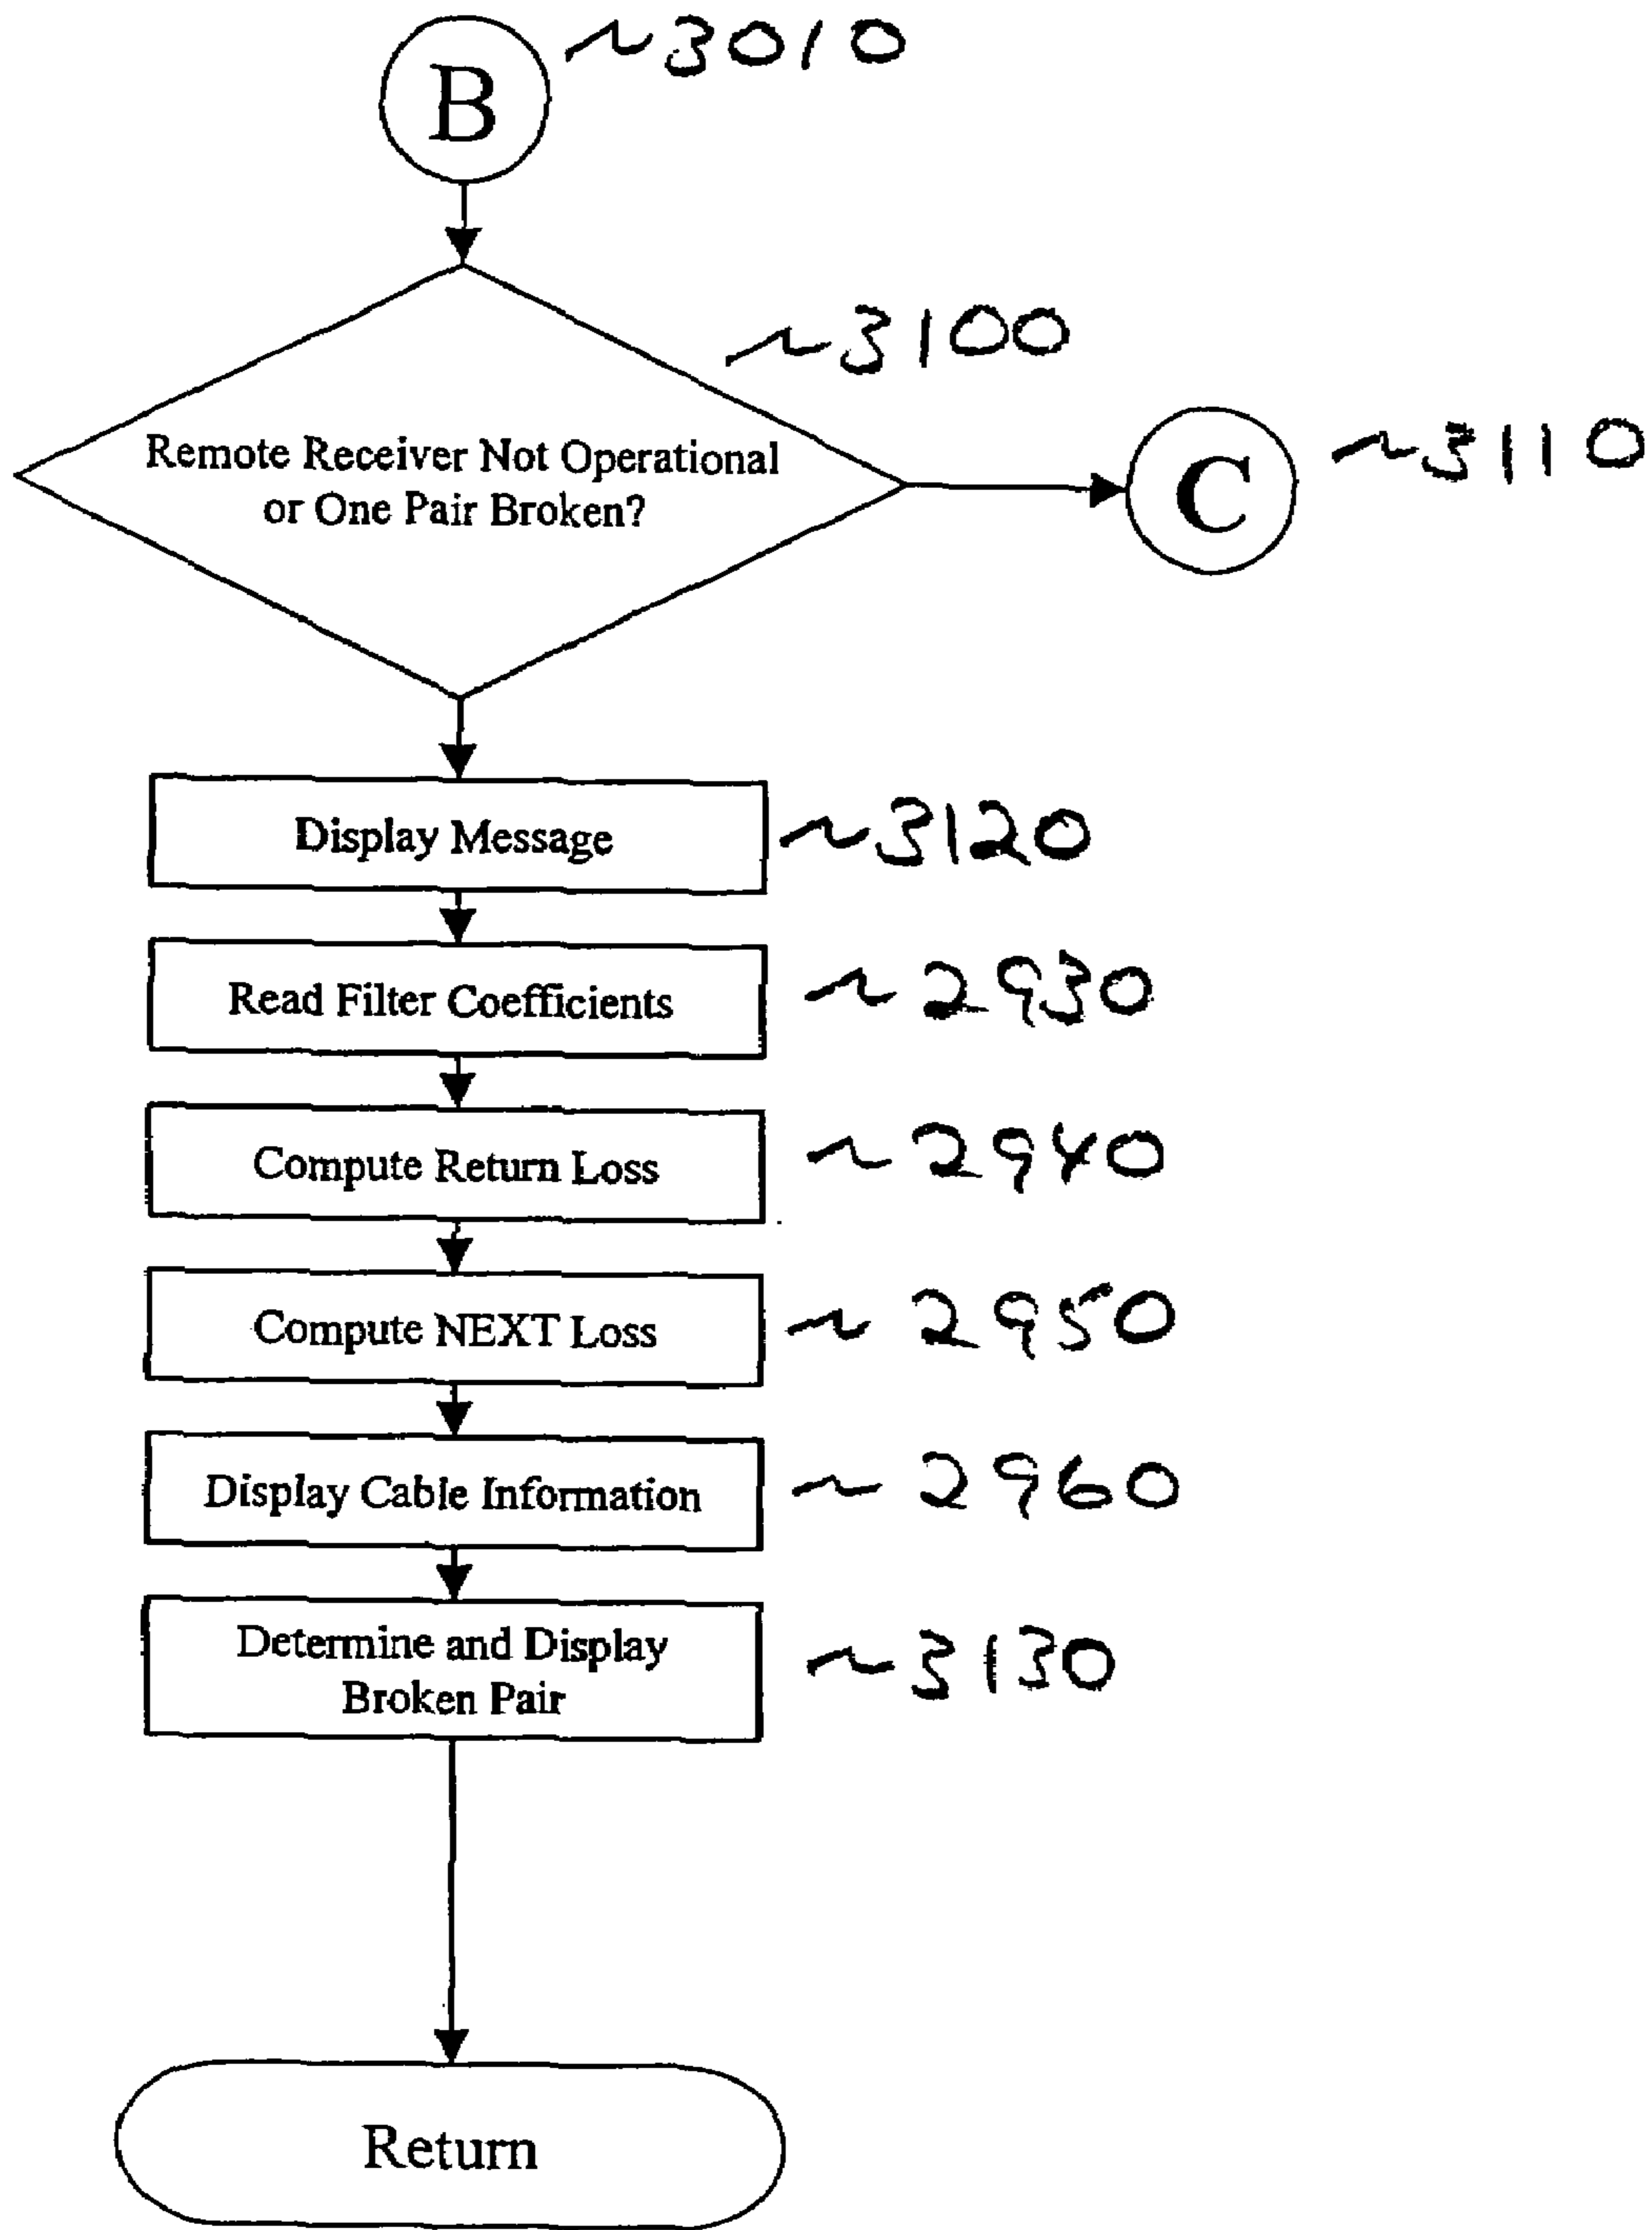 B ~3010
~3100
Remote Receiver Not Operational
or One Pair Broken?
C ~3110
Display Message ~3120
Read Filter Coefficients ~2930
Compute Return Loss ~2940
Compute NEXT Loss ~2950
Display Cable Information ~2960
Determine and Display
Broken Pair
~3130
Return